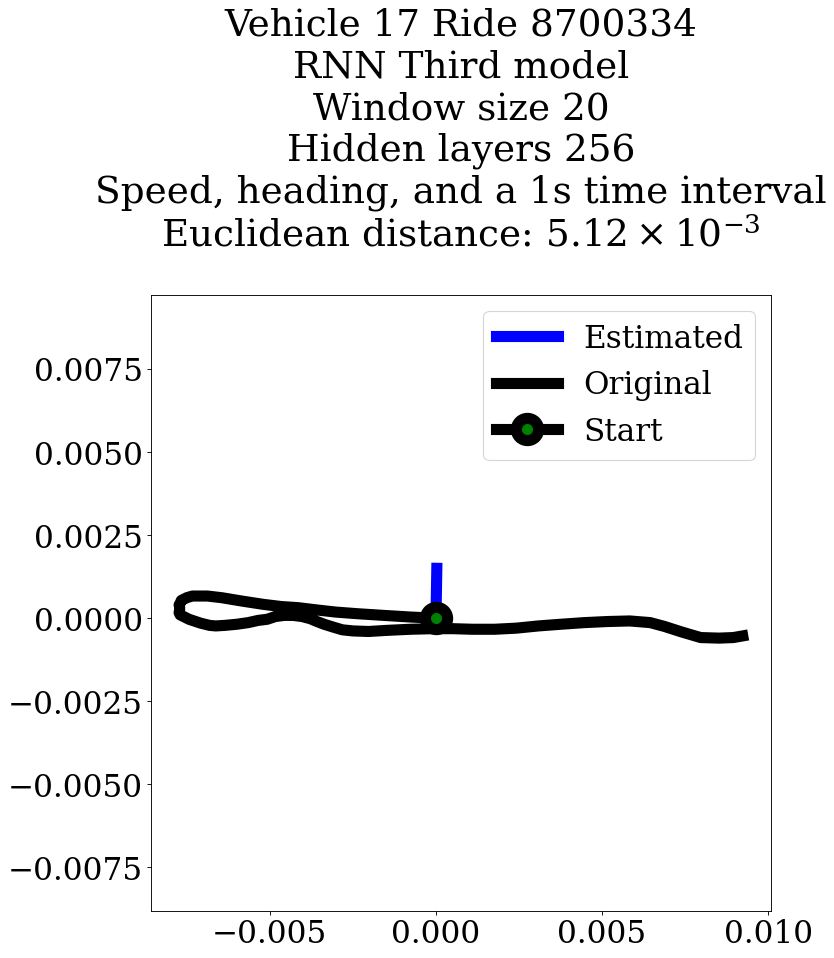 Vehicle 17 Ride 8700334
RNN Third model
Window size 20
Hidden layers 256
Speed, heading, and a 1s time interval
Euclidean distance: 5.12 × 10⁻³
Estimated
Original
Start
0.0075
0.0050
0.0025
0.0000
−0.0025
−0.0050
−0.0075
−0.005
0.000
0.005
0.010